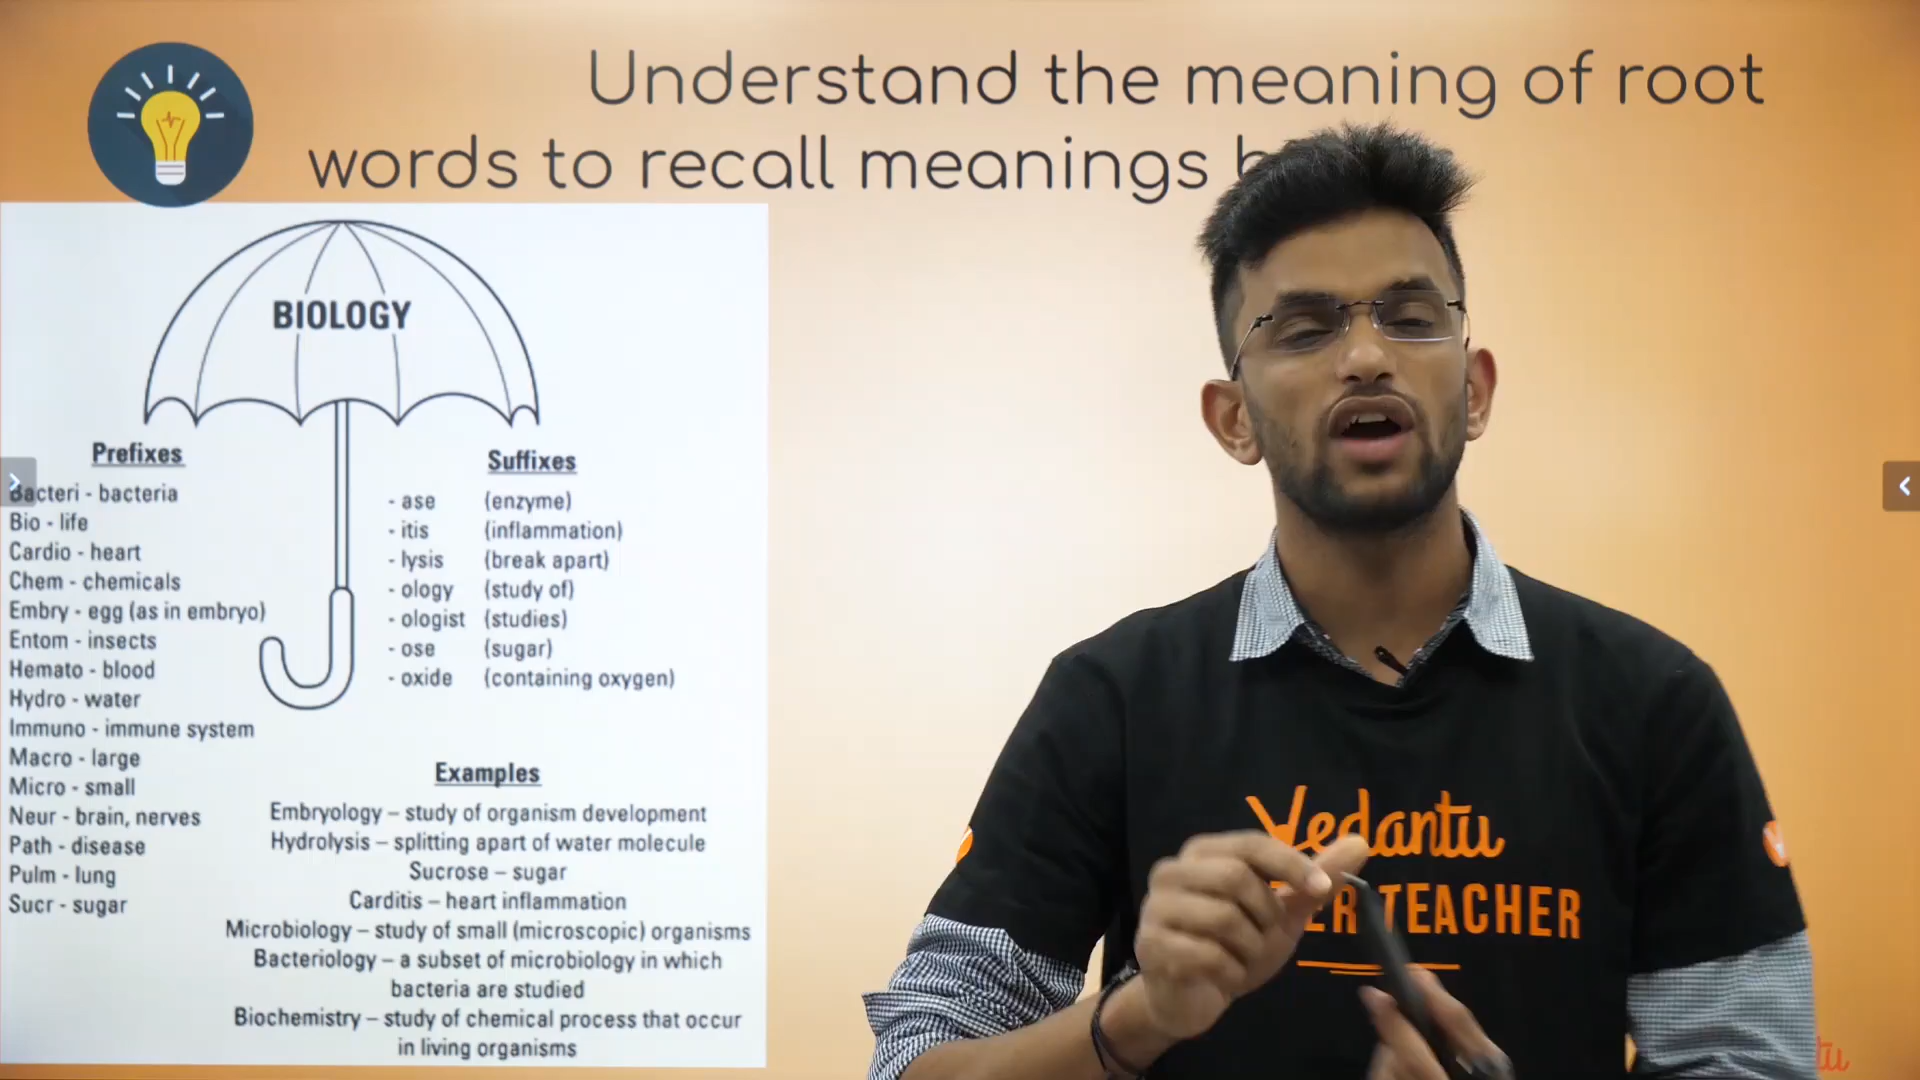 Understand the meaning of root
words to recall meanings
BIOLOGY
Prefixes
Bacteri - bacteria
Bio - life
Cardio - heart
Chem - chemicals
Embry - egg (as in embryo)
Entom - insects
Hemato - blood
Hydro - water
Immuno - immune system
Macro - large
Micro - small
Neur - brain, nerves
Path - disease
Pulm - lung
Sucr - sugar
Suffixes
- ase (enzyme)
- itis (inflammation)
- lysis (break apart)
- ology (study of)
- ologist (studies)
- ose (sugar)
- oxide (containing oxygen)
Examples
Embryology – study of organism development
Hydrolysis – splitting apart of water molecule
Sucrose – sugar
Carditis – heart inflammation
Microbiology – study of small (microscopic) organisms
Bacteriology – a subset of microbiology in which
bacteria are studied
Biochemistry – study of chemical process that occur
in living organisms
Vedantu
TEACHER